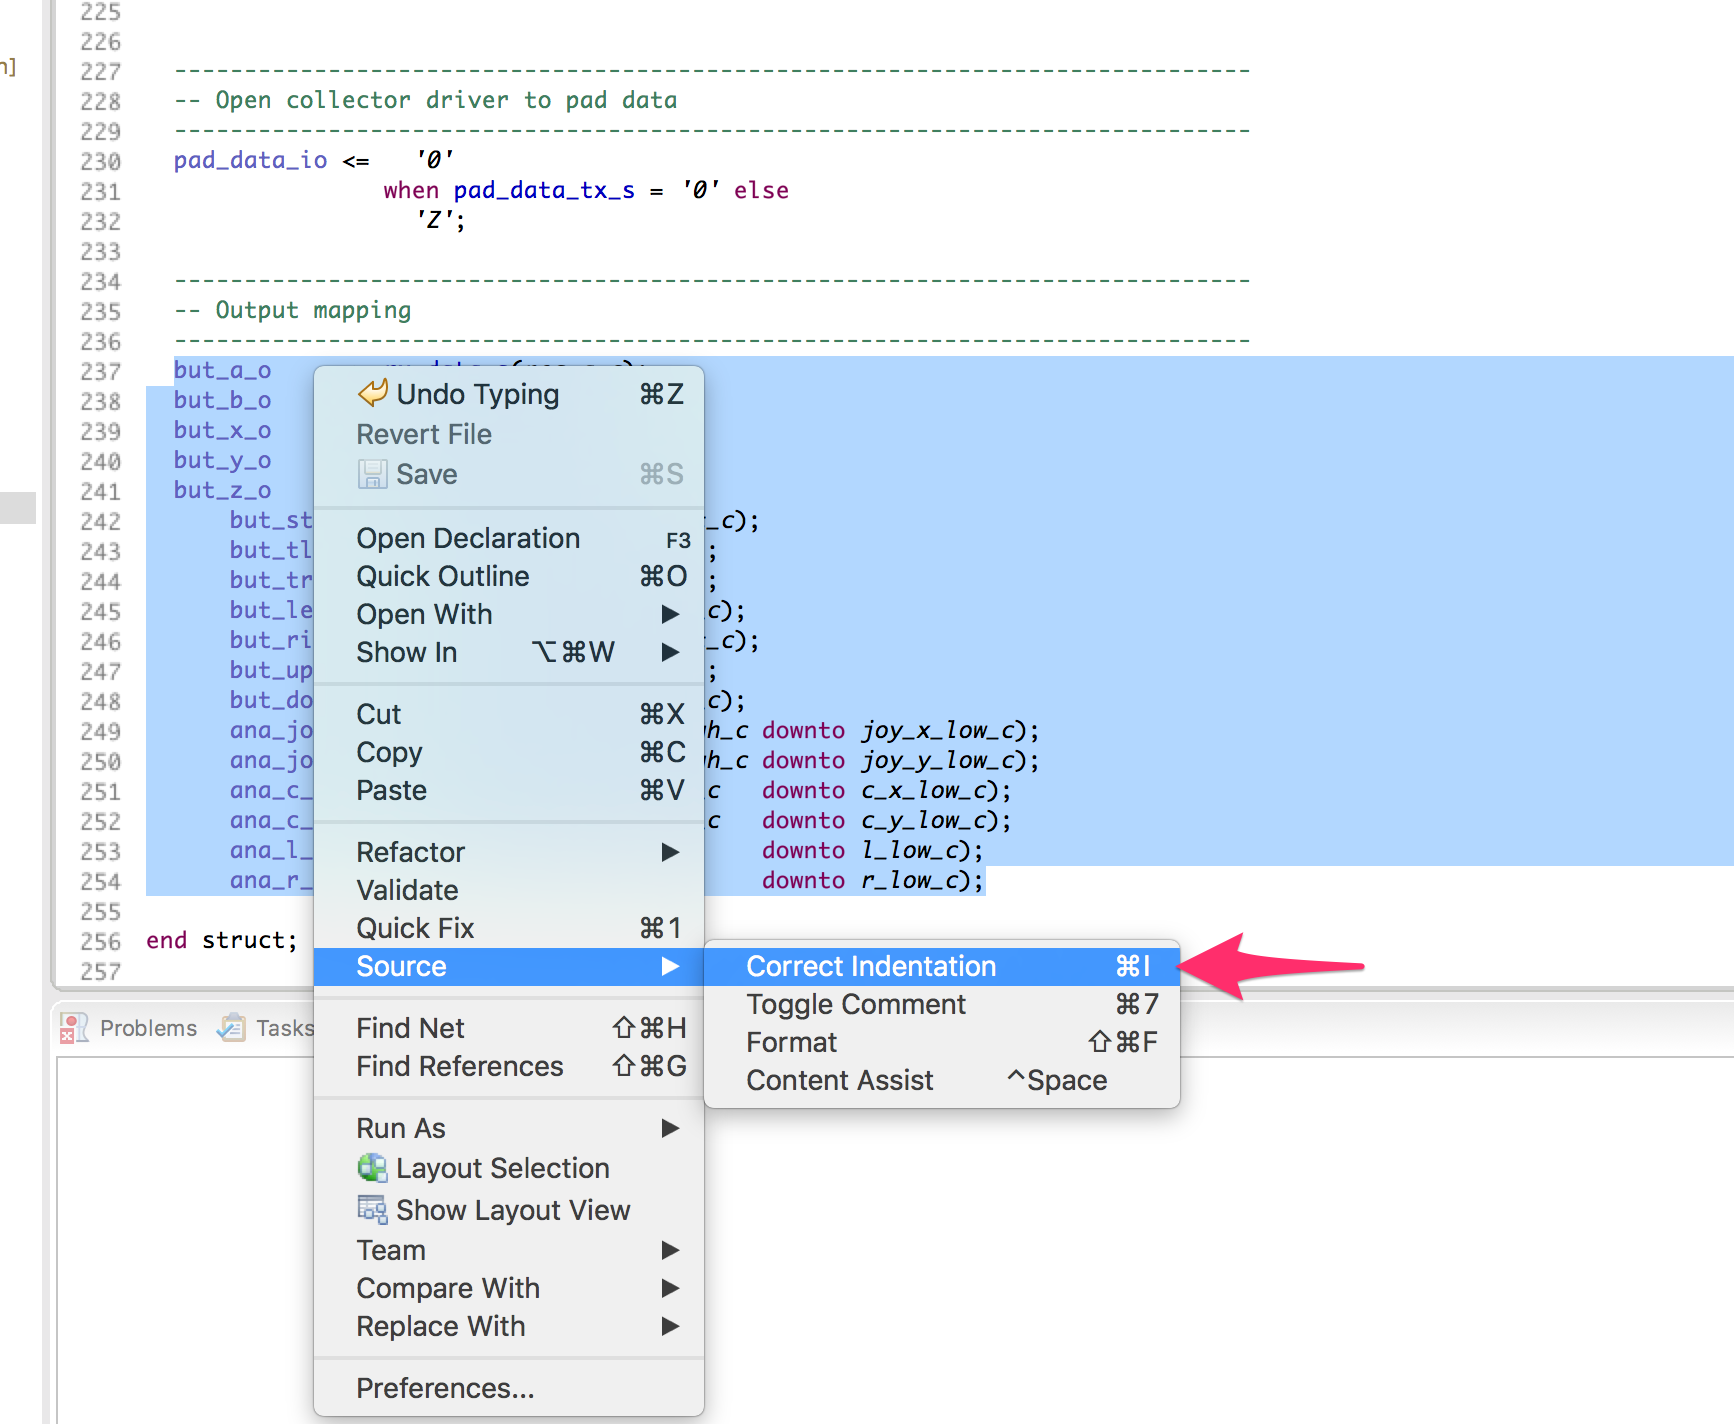 225
226
n]
227 -----------------------------------------------------------------------------
228 -- Open collector driver to pad data
229 -----------------------------------------------------------------------------
230 pad_data_io <= '0'
231 when pad_data_tx_s = '0' else
232 'Z';
233
234 -----------------------------------------------------------------------------
235 -- Output mapping
236 -----------------------------------------------------------------------------
237 but_a_o
238 but_b_o
239 but_x_o
240 but_y_o
241 but_z_o
242 but_st _c);
243 but_tl ;
244 but_tr ;
245 but_le c);
246 but_ri _c);
247 but_up ;
248 but_do c);
249 ana_jo h_c downto joy_x_low_c);
250 ana_jo h_c downto joy_y_low_c);
251 ana_c_ c downto c_x_low_c);
252 ana_c_ c downto c_y_low_c);
253 ana_l_ downto l_low_c);
254 ana_r_ downto r_low_c);
255
256 end struct;
257
Undo Typing ⌘Z
Revert File
Save ⌘S
Open Declaration F3
Quick Outline ⌘O
Open With ▶
Show In ⌥⌘W ▶
Cut ⌘X
Copy ⌘C
Paste ⌘V
Refactor ▶
Validate
Quick Fix ⌘1
Source ▶
Find Net ⇧⌘H
Find References ⇧⌘G
Run As ▶
Layout Selection
Show Layout View
Team ▶
Compare With ▶
Replace With ▶
Preferences...
Correct Indentation ⌘I
Toggle Comment ⌘7
Format ⇧⌘F
Content Assist ^Space
Problems Tasks